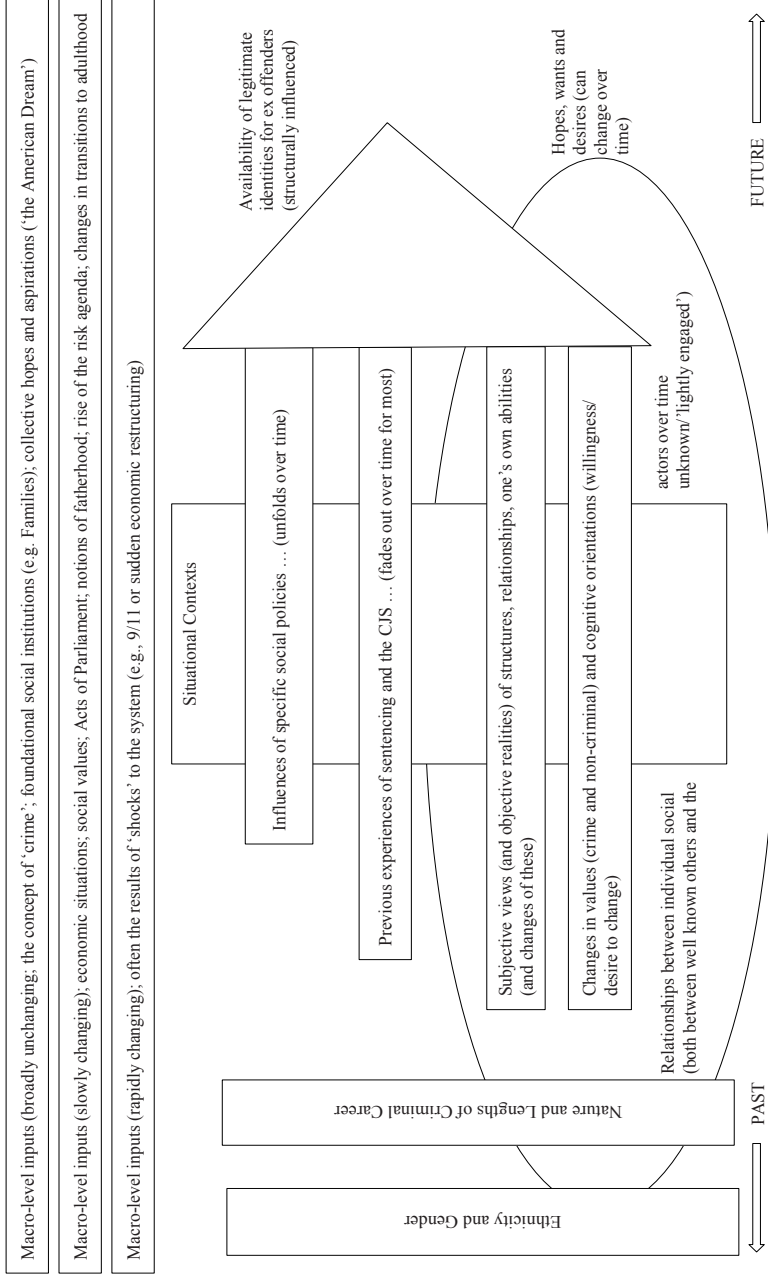 Macro-level inputs (broadly unchanging; the concept of ‘crime’; foundational social institutions (e.g. Families); collective hopes and aspirations (‘the American Dream’)
Macro-level inputs (slowly changing); economic situations; social values; Acts of Parliament; notions of fatherhood; rise of the risk agenda; changes in transitions to adulthood
Macro-level inputs (rapidly changing); often the results of ‘shocks’ to the system (e.g., 9/11 or sudden economic restructuring)
Situational Contexts
Availability of legitimate
identities for ex offenders
(structurally influenced)
Influences of specific social policies … (unfolds over time)
Previous experiences of sentencing and the CJS … (fades out over time for most)
Subjective views (and objective realities) of structures, relationships, one’s own abilities
(and changes of these)
Changes in values (crime and non-criminal) and cognitive orientations (willingness/
desire to change)
Hopes, wants and
desires (can
change over
time)
Ethnicity and Gender
Nature and Lengths of Criminal Career
Relationships between individual social
(both between well known others and the
actors over time
unknown/’lightly engaged’)
PAST
FUTURE